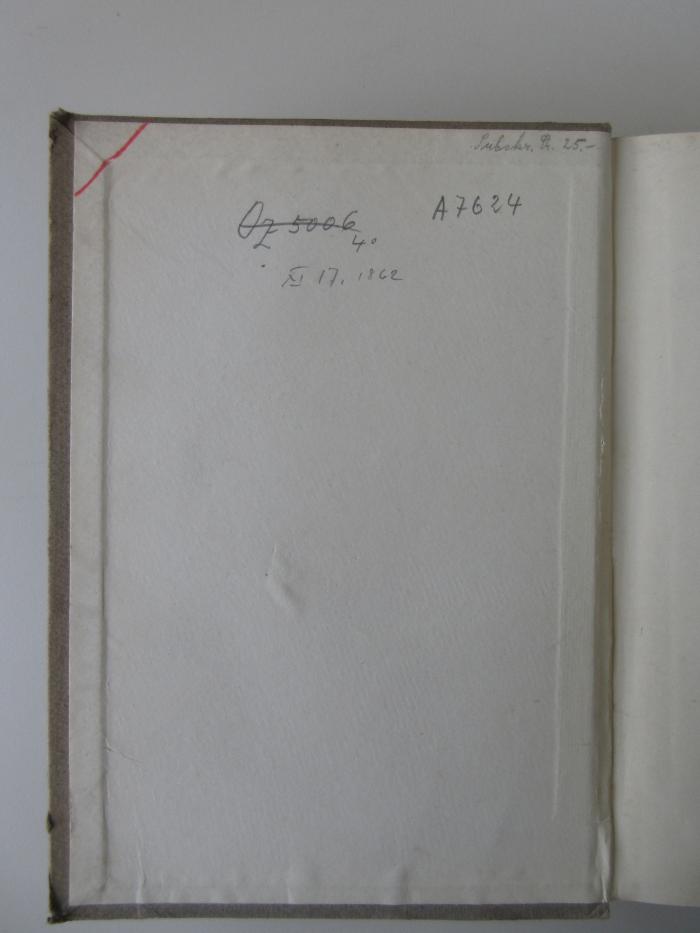 Subskr. Pr. 25.-
A7624
Oz 5006
4°
XI 17. 1862